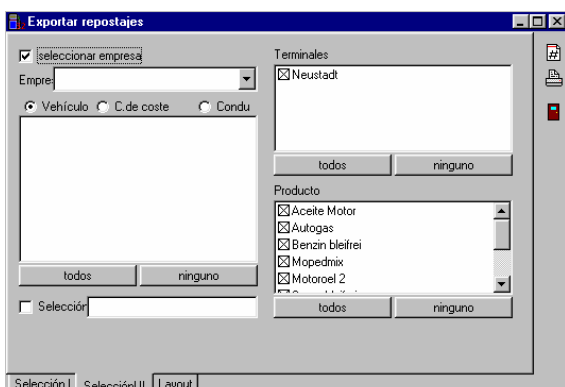 Exportar repostajes
seleccionar empresa
Empre:
Vehículo C.de coste Condu
todos ninguno
Selección
Terminales
Neustadt
todos ninguno
Producto
Aceite Motor
Autogas
Benzin bleifrei
Mopedmix
Motoroel 2
todos ninguno
Selección I Selección II Layout